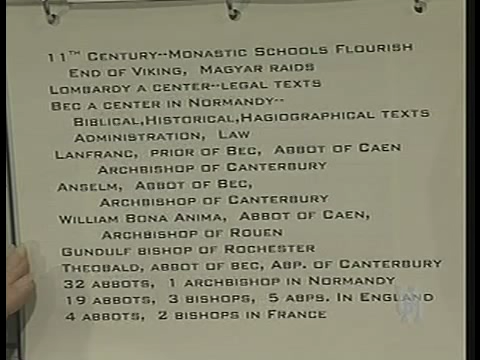 11TH CENTURY--MONASTIC SCHOOLS FLOURISH
END OF VIKING, MAGYAR RAIDS
LOMBARDY A CENTER--LEGAL TEXTS
BEC A CENTER IN NORMANDY--
BIBLICAL,HISTORICAL,HAGIOGRAPHICAL TEXTS
ADMINISTRATION, LAW
LANFRANC, PRIOR OF BEC, ABBOT OF CAEN
ARCHBISHOP OF CANTERBURY
ANSELM, ABBOT OF BEC,
ARCHBISHOP OF CANTERBURY
WILLIAM BONA ANIMA, ABBOT OF CAEN,
ARCHBISHOP OF ROUEN
GUNDULF BISHOP OF ROCHESTER
THEOBALD, ABBOT OF BEC, ABP. OF CANTERBURY
32 ABBOTS, 1 ARCHBISHOP IN NORMANDY
19 ABBOTS, 3 BISHOPS, 5 ABPS. IN ENGLAND
4 ABBOTS, 2 BISHOPS IN FRANCE